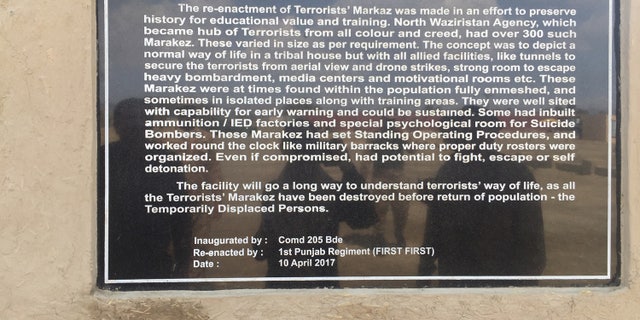 The re-enactment of Terrorists' Markaz was made in an effort to preserve
history for educational value and training. North Waziristan Agency, which
became hub of Terrorists from all colour and creed, had over 300 such
Marakez. These varied in size as per requirement. The concept was to depict a
normal way of life in a tribal house but with all allied facilities, like tunnels to
secure the terrorists from aerial view and drone strikes, strong room to escape
heavy bombardment, media centers and motivational rooms etc. These
Marakez were at times found within the population fully enmeshed, and
sometimes in isolated places along with training areas. They were well sited
with capability for early warning and could be sustained. Some had inbuilt
ammunition / IED factories and special psychological room for Suicide
Bombers. These Marakez had set Standing Operating Procedures, and
worked round the clock like military barracks where proper duty rosters were
organized. Even if compromised, had potential to fight, escape or self
detonation.
The facility will go a long way to understand terrorists' way of life, as all
the Terrorists' Marakez have been destroyed before return of population - the
Temporarily Displaced Persons.
Inaugurated by : Comd 205 Bde
Re-enacted by : 1st Punjab Regiment (FIRST FIRST)
Date : 10 April 2017